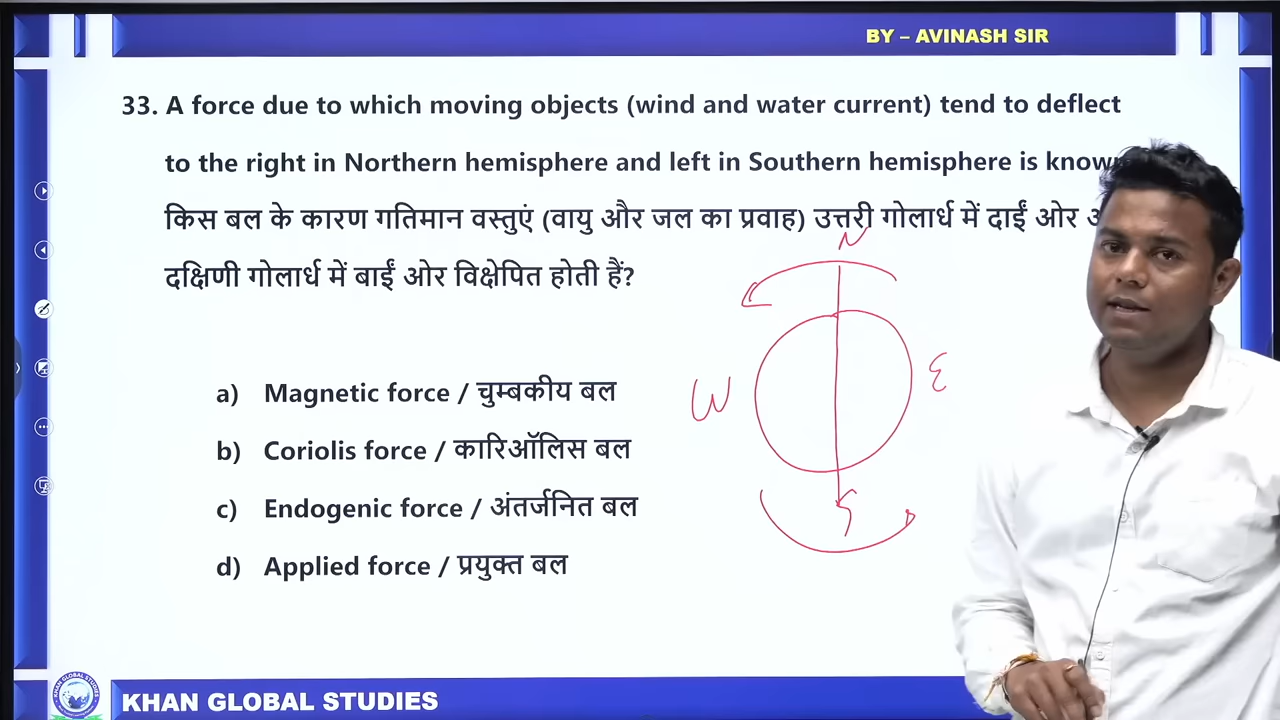 BY – AVINASH SIR
33. A force due to which moving objects (wind and water current) tend to deflect
to the right in Northern hemisphere and left in Southern hemisphere is
किस बल के कारण गतिमान वस्तुएं (वायु और जल का प्रवाह) उत्तरी गोलार्ध में दाईं ओर
दक्षिणी गोलार्ध में बाईं ओर विक्षेपित होती हैं?
N
W
E
S
a) Magnetic force / चुम्बकीय बल
b) Coriolis force / कारिऑलिस बल
c) Endogenic force / अंतर्जनित बल
d) Applied force / प्रयुक्त बल
KHAN GLOBAL STUDIES